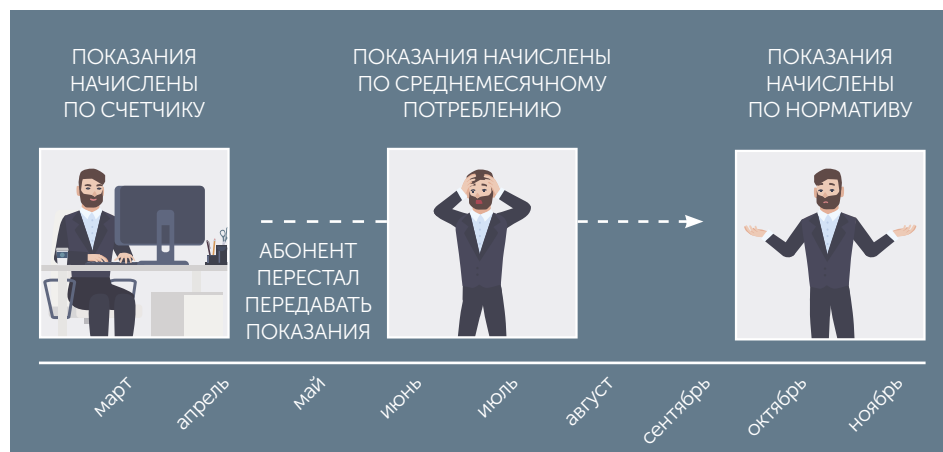 ПОКАЗАНИЯ
НАЧИСЛЕНЫ
ПО СЧЕТЧИКУ
ПОКАЗАНИЯ НАЧИСЛЕНЫ
ПО СРЕДНЕМЕСЯЧНОМУ
ПОТРЕБЛЕНИЮ
ПОКАЗАНИЯ
НАЧИСЛЕНЫ
ПО НОРМАТИВУ
АБОНЕНТ
ПЕРЕСТАЛ
ПЕРЕДАВАТЬ
ПОКАЗАНИЯ
март
апрель
май
июнь
июль
август
сентябрь
октябрь
ноябрь